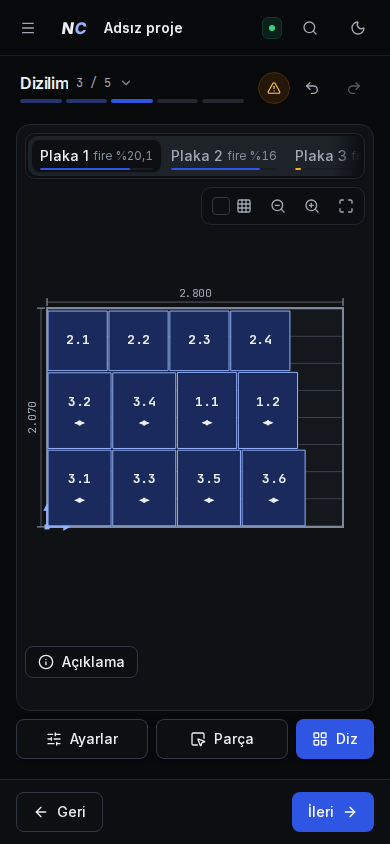 NC Adsız proje
Dizilim 3 / 5
Plaka 1 fire %20,1 Plaka 2 fire %16 Plaka 3
2.800
2.070
2.1 2.2 2.3 2.4
3.2 3.4 1.1 1.2
3.1 3.3 3.5 3.6
Açıklama
Ayarlar Parça Diz
Geri İleri